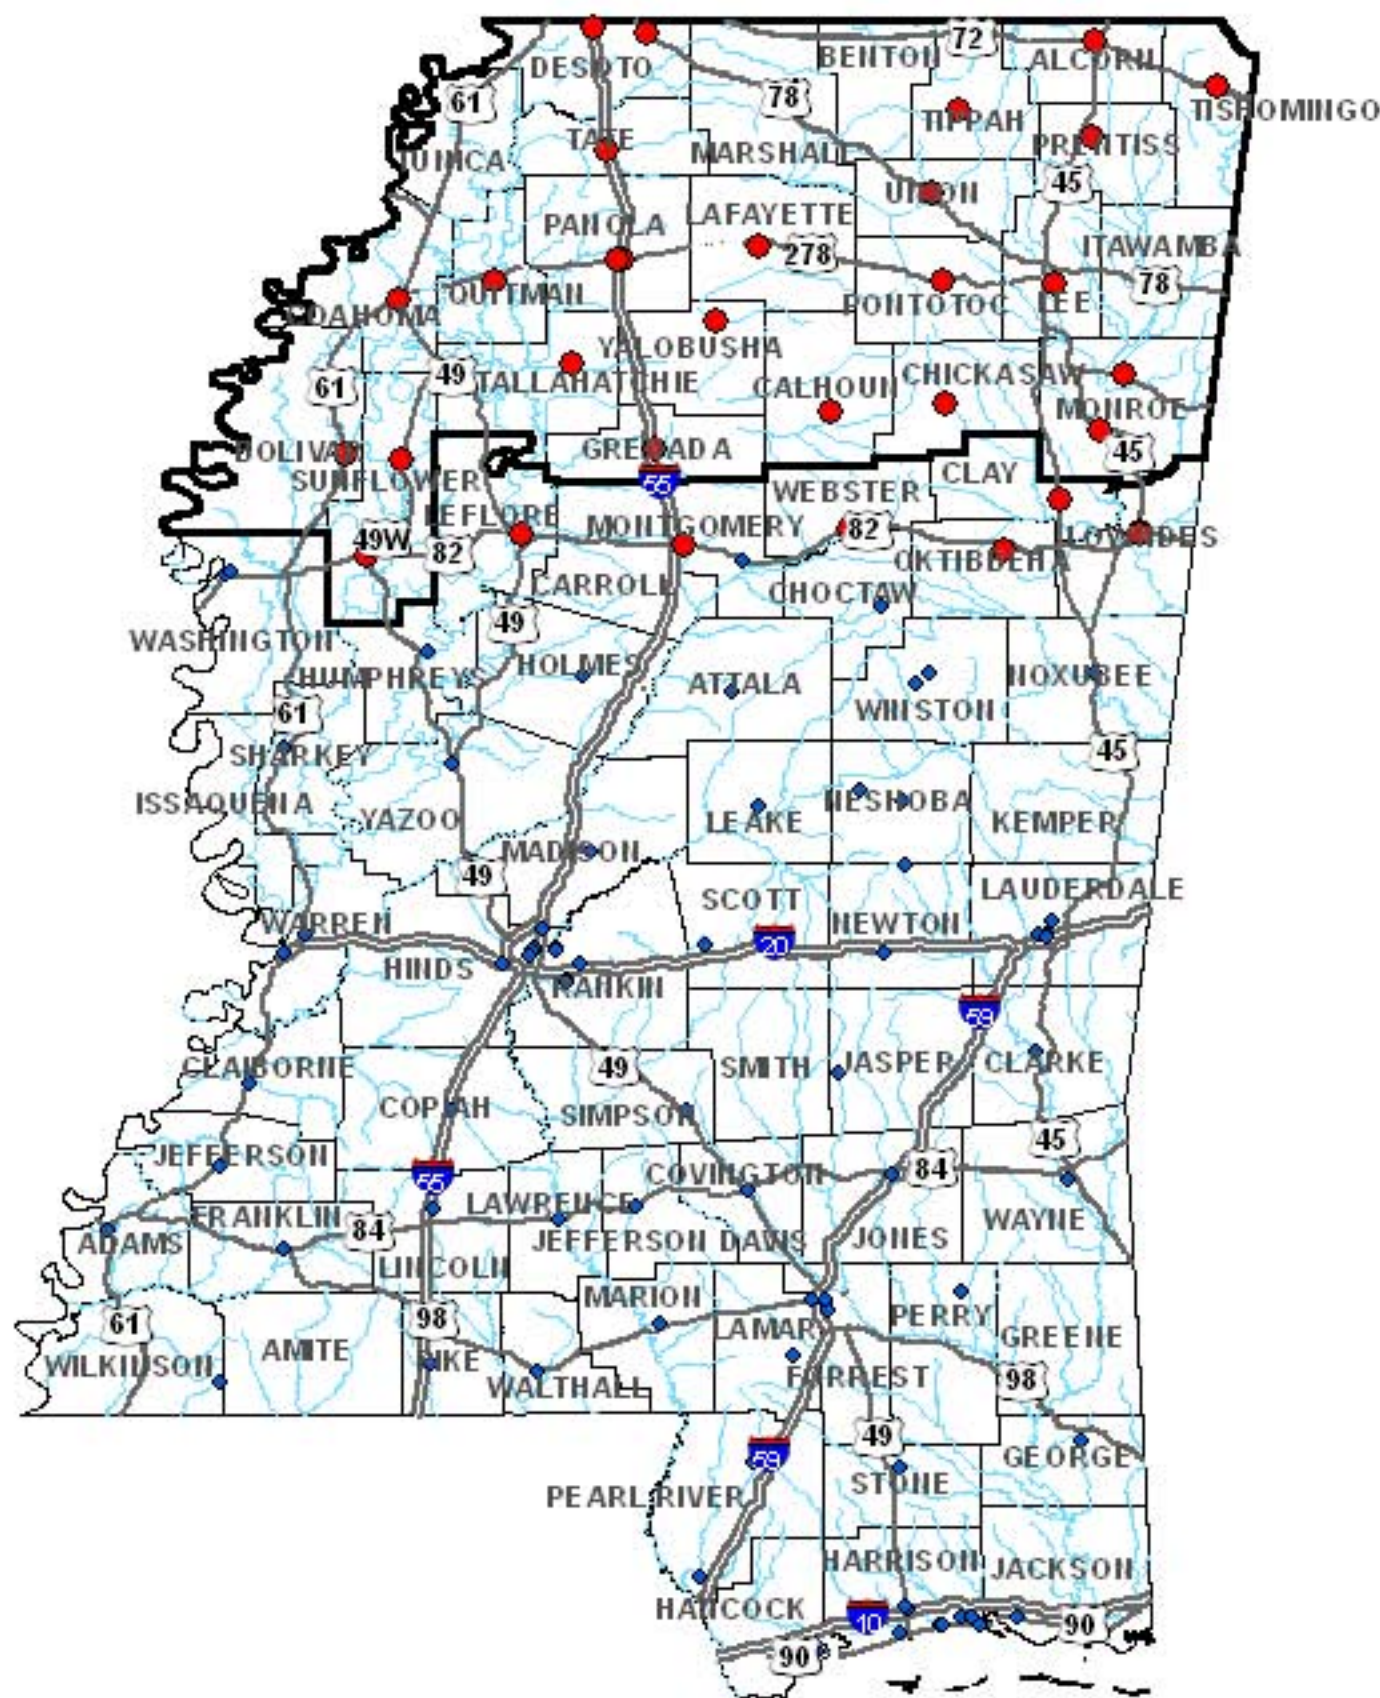 72
BENTON
ALCORN
DESOTO
61
78
TISHOMINGO
TIPPAH
TATE
PRENTISS
TUNICA
MARSHALL
45
UNION
LAFAYETTE
PANOLA
ITAWAMBA
278
78
QUITMAN
PONTOTOC
LEE
COAHOMA
YALOBUSHA
49
CHICKASAW
61
TALLAHATCHIE
CALHOUN
MONROE
GRENADA
BOLIVAR
45
CLAY
SUNFLOWER
55
WEBSTER
LEFLORE
MONTGOMERY
82
LOWNDES
49W
82
OKTIBBEHA
CARROLL
CHOCTAW
49
WASHINGTON
HOLMES
HUMPHREYS
ATTALA
NOXUBEE
61
WINSTON
SHARKEY
45
ISSAQUENA
NESHOBA
YAZOO
LEAKE
KEMPER
MADISON
49
LAUDERDALE
SCOTT
WARREN
NEWTON
20
HINDS
RANKIN
59
CLAIBORNE
49
SMITH
JASPER
CLARKE
COPIAH
SIMPSON
45
JEFFERSON
55
COVINGTON
84
LAWRENCE
FRANKLIN
84
WAYNE
ADAMS
JEFFERSON DAVIS
JONES
LINCOLN
MARION
61
98
PERRY
LAMAR
GREENE
AMITE
WILKINSON
PIKE
FORREST
98
WALTHALL
49
59
GEORGE
STONE
PEARL RIVER
HARRISON
JACKSON
HANCOCK
10
90
90